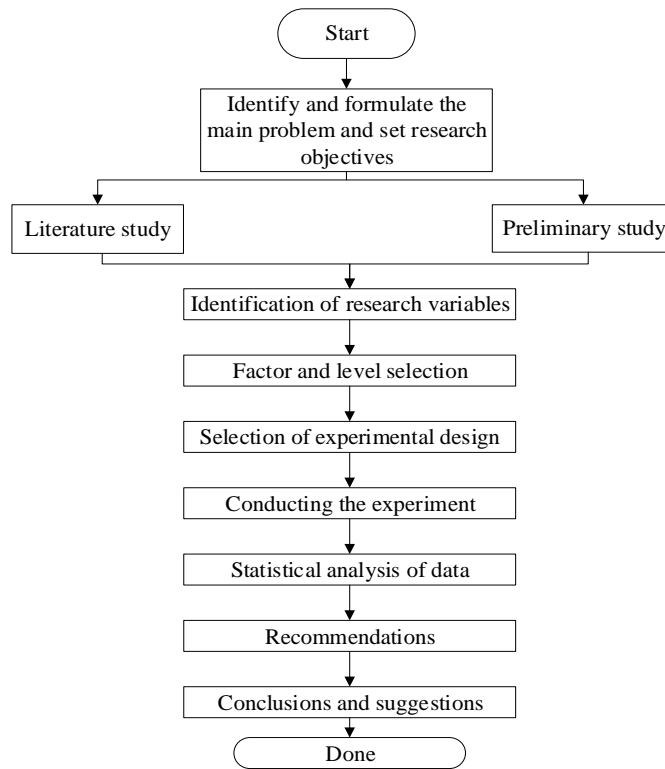 Start
Identify and formulate the
main problem and set research
objectives
Literature study
Preliminary study
Identification of research variables
Factor and level selection
Selection of experimental design
Conducting the experiment
Statistical analysis of data
Recommendations
Conclusions and suggestions
Done